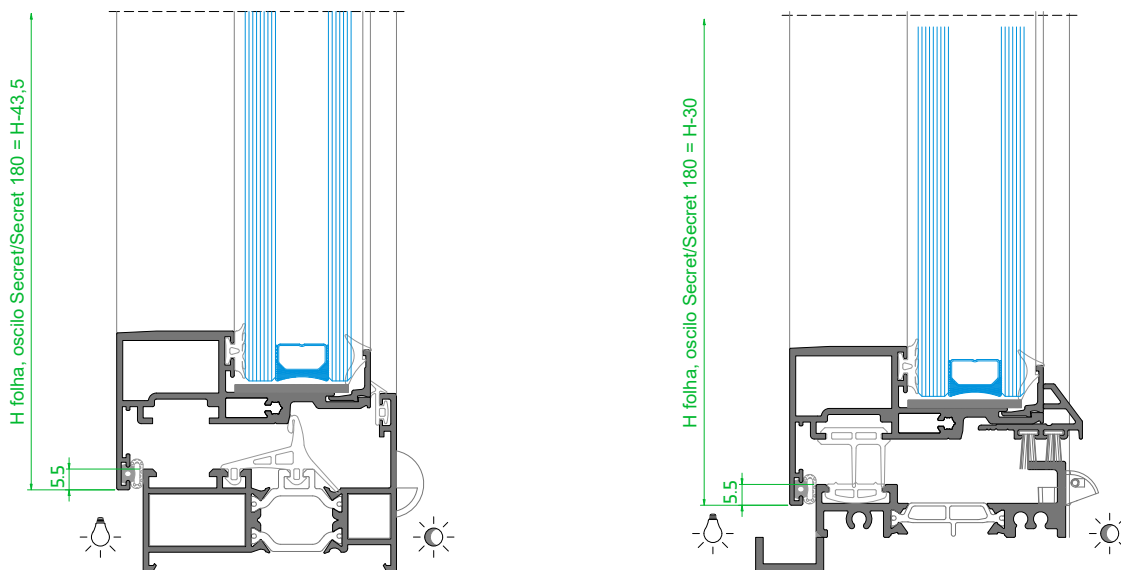 H folha, oscilo Secret/Secret 180 = H-43,5
5.5
H folha, oscilo Secret/Secret 180 = H-30
5.5